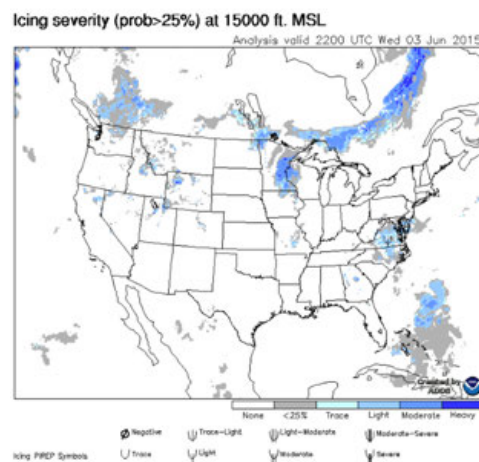 Icing severity (prob>25%) at 15000 ft. MSL
Analysis valid 2200 UTC Wed 03 Jun 2015
Created by
ADDS
None <25% Trace Light Moderate Heavy
Negative Trace-Light Light-Moderate Moderate-Severe
Icing PIREP Symbols Trace Light Moderate Severe